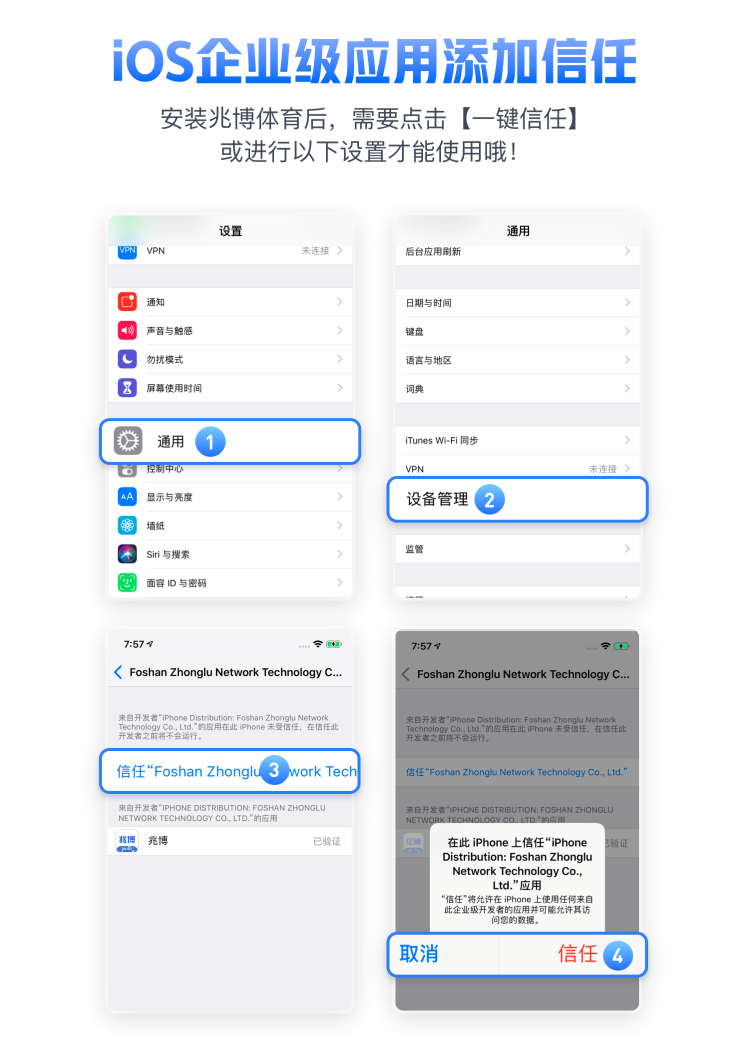 iOS企业级应用添加信任
安装兆博体育后，需要点击【一键信任】
或进行以下设置才能使用哦！
设置
VPN VPN 未连接
通知
声音与触感
勿扰模式
屏幕使用时间
通用 1
控制中心
AA 显示与亮度
墙纸
Siri 与搜索
面容 ID 与密码
通用
后台应用刷新
日期与时间
键盘
语言与地区
词典
iTunes Wi-Fi 同步
VPN 未连接
设备管理 2
监管
7:57
Foshan Zhonglu Network Technology C...
来自开发者“iPhone Distribution: Foshan Zhonglu Network
Technology Co., Ltd.”的应用在此 iPhone 未受信任，在信任此
开发者之前将不会运行。
信任“Foshan Zhonglu 3 work Tech
来自开发者“IPHONE DISTRIBUTION: FOSHAN ZHONGLU
NETWORK TECHNOLOGY CO., LTD.”的应用
兆博 兆博 已验证
7:57
Foshan Zhonglu Network Technology C...
来自开发者“iPhone Distribution: Foshan Zhonglu Network
Technology Co., Ltd.”的应用在此 iPhone 未受信任，在信任此
开发者之前将不会运行。
信任“Foshan Zhonglu Network Technology Co., Ltd.”
来自开发者“IPHONE DISTRIBUTION: FOSHAN ZHONGLU
NETWORK TECHNOLOGY CO., LTD.”的应用
已验证
在此 iPhone 上信任“iPhone
Distribution: Foshan Zhonglu
Network Technology Co.,
Ltd.”应用
“信任”将允许在 iPhone 上使用任何来自
此企业级开发者的应用并可能允许其访
问您的数据。
取消 信任 4